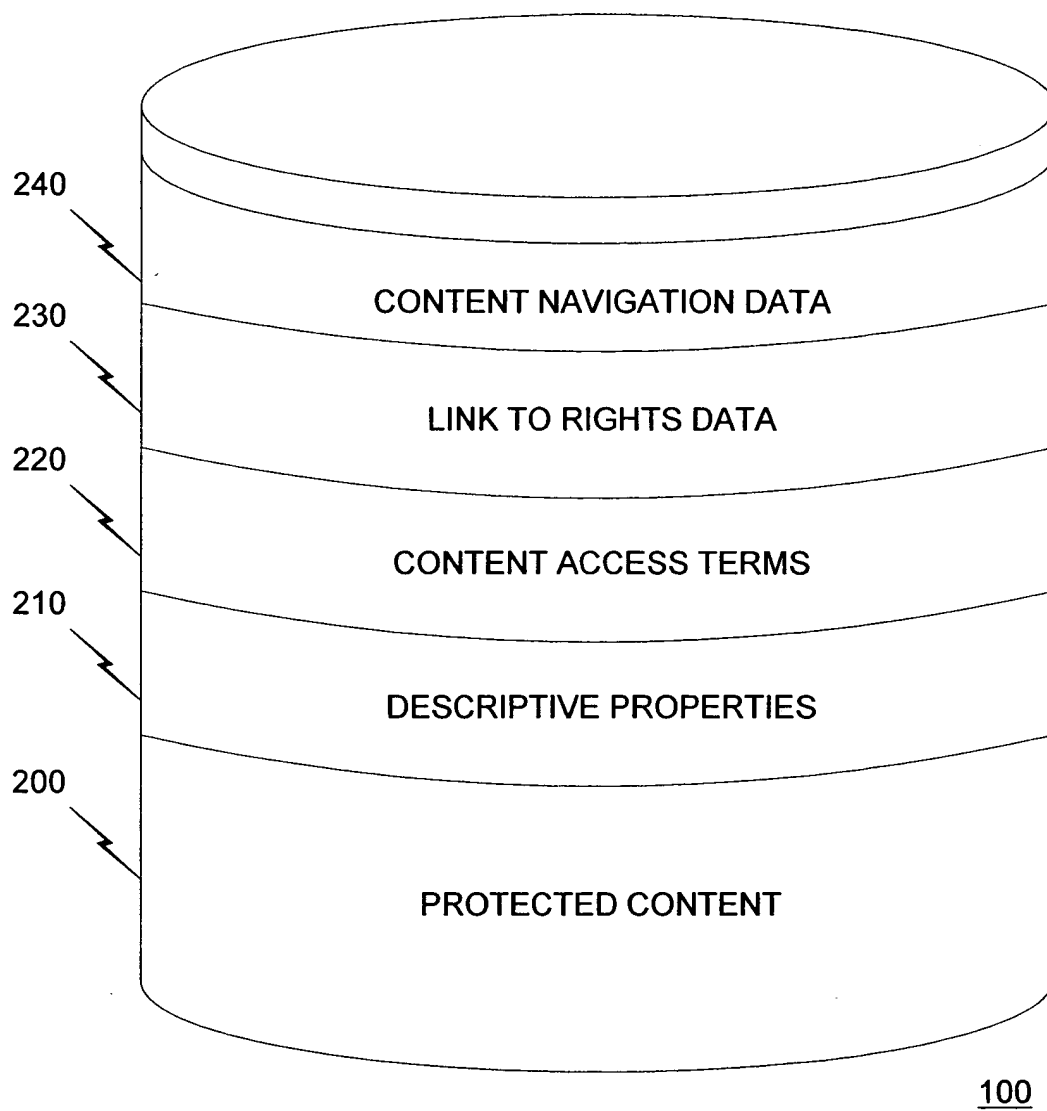 240
CONTENT NAVIGATION DATA
230
LINK TO RIGHTS DATA
220
CONTENT ACCESS TERMS
210
DESCRIPTIVE PROPERTIES
200
PROTECTED CONTENT
100